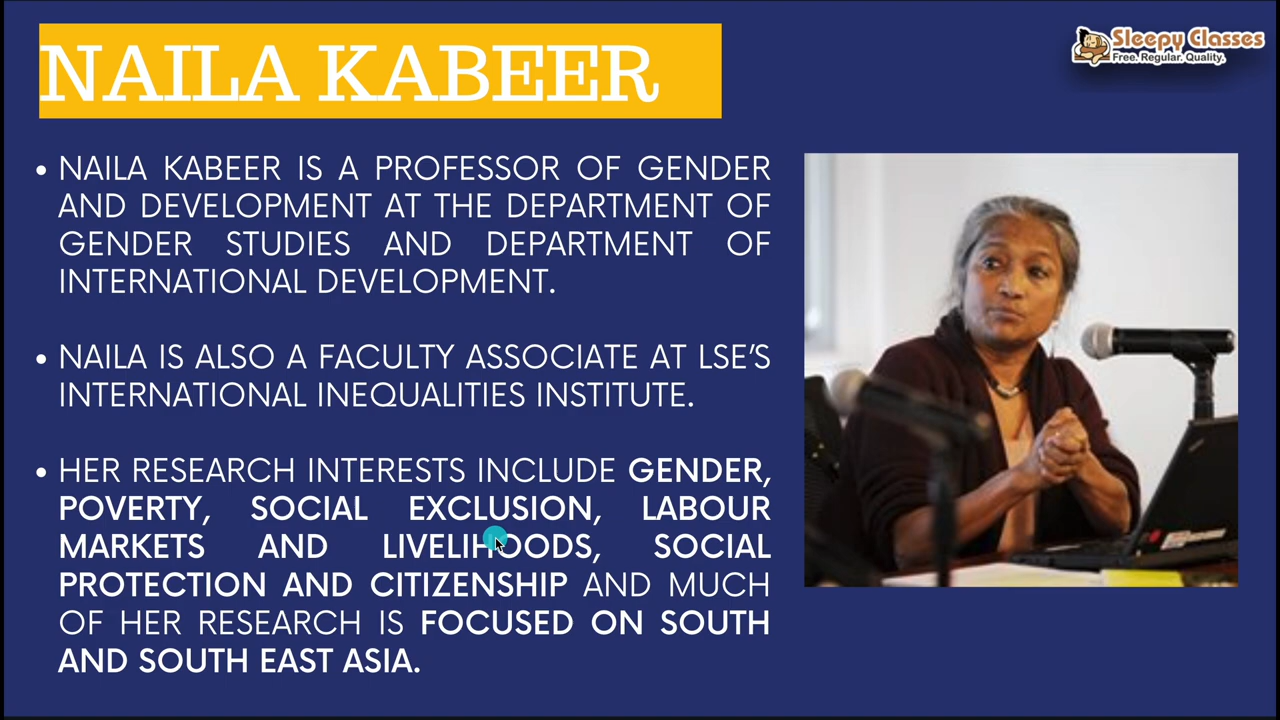 NAILA KABEER
Sleepy Classes
Free. Regular. Quality.
• NAILA KABEER IS A PROFESSOR OF GENDER
AND DEVELOPMENT AT THE DEPARTMENT OF
GENDER STUDIES AND DEPARTMENT OF
INTERNATIONAL DEVELOPMENT.
• NAILA IS ALSO A FACULTY ASSOCIATE AT LSE’S
INTERNATIONAL INEQUALITIES INSTITUTE.
• HER RESEARCH INTERESTS INCLUDE GENDER,
POVERTY, SOCIAL EXCLUSION, LABOUR
MARKETS AND LIVELIHOODS, SOCIAL
PROTECTION AND CITIZENSHIP AND MUCH
OF HER RESEARCH IS FOCUSED ON SOUTH
AND SOUTH EAST ASIA.